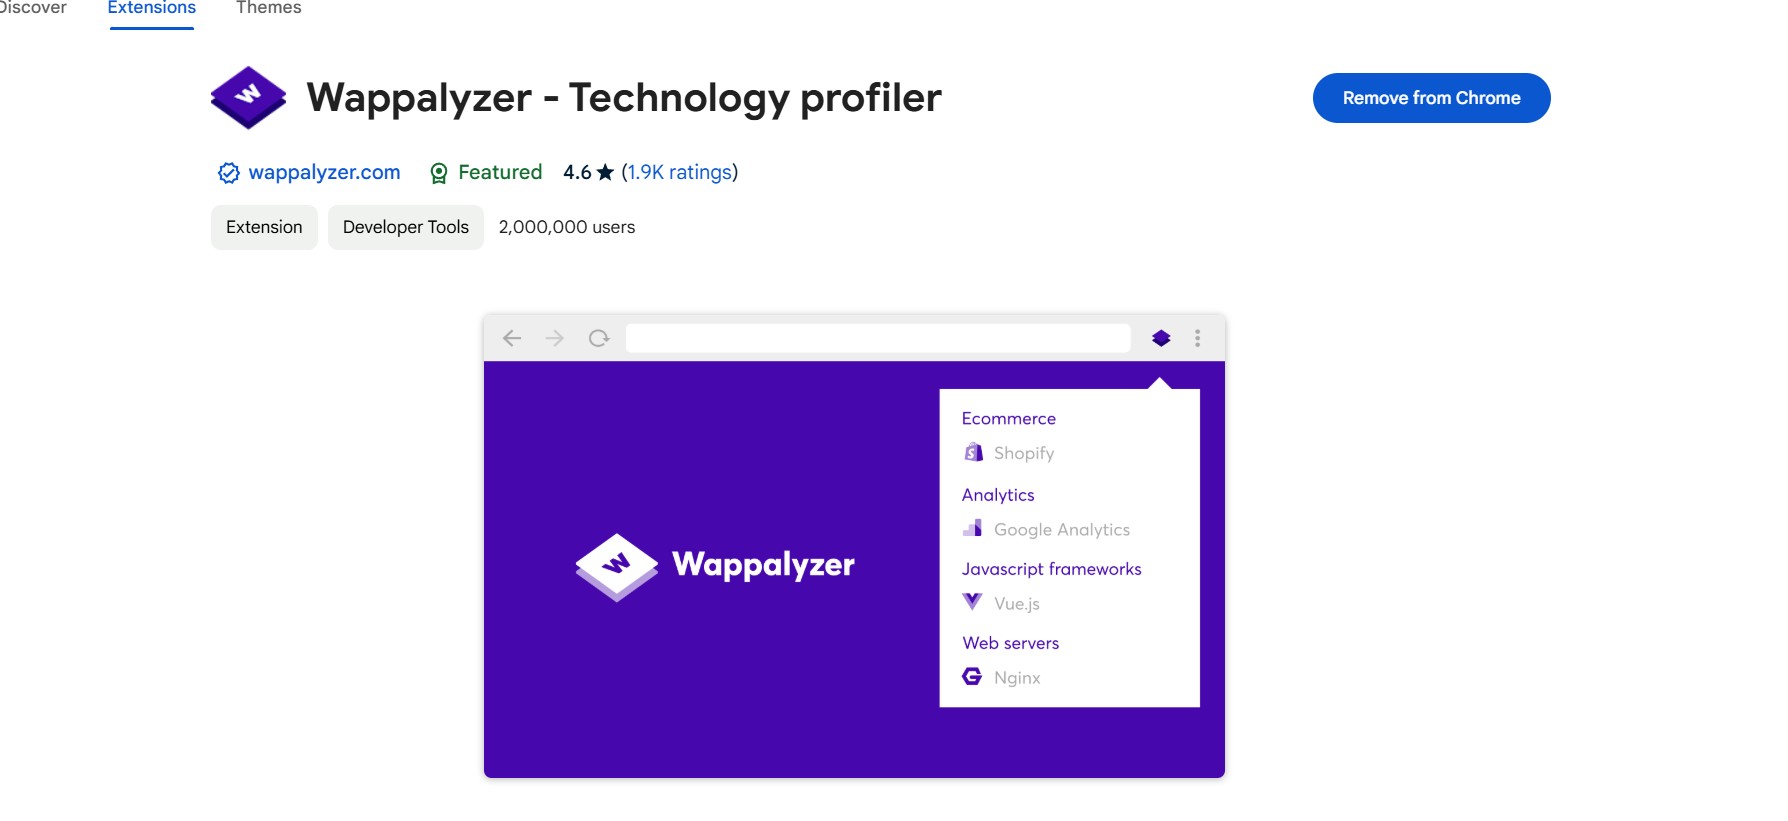 Discover Extensions Themes
Wappalyzer - Technology profiler
Remove from Chrome
wappalyzer.com Featured 4.6 ★ (1.9K ratings)
Extension Developer Tools 2,000,000 users
Ecommerce
Shopify
Analytics
Google Analytics
Javascript frameworks
Vue.js
Web servers
Nginx
Wappalyzer